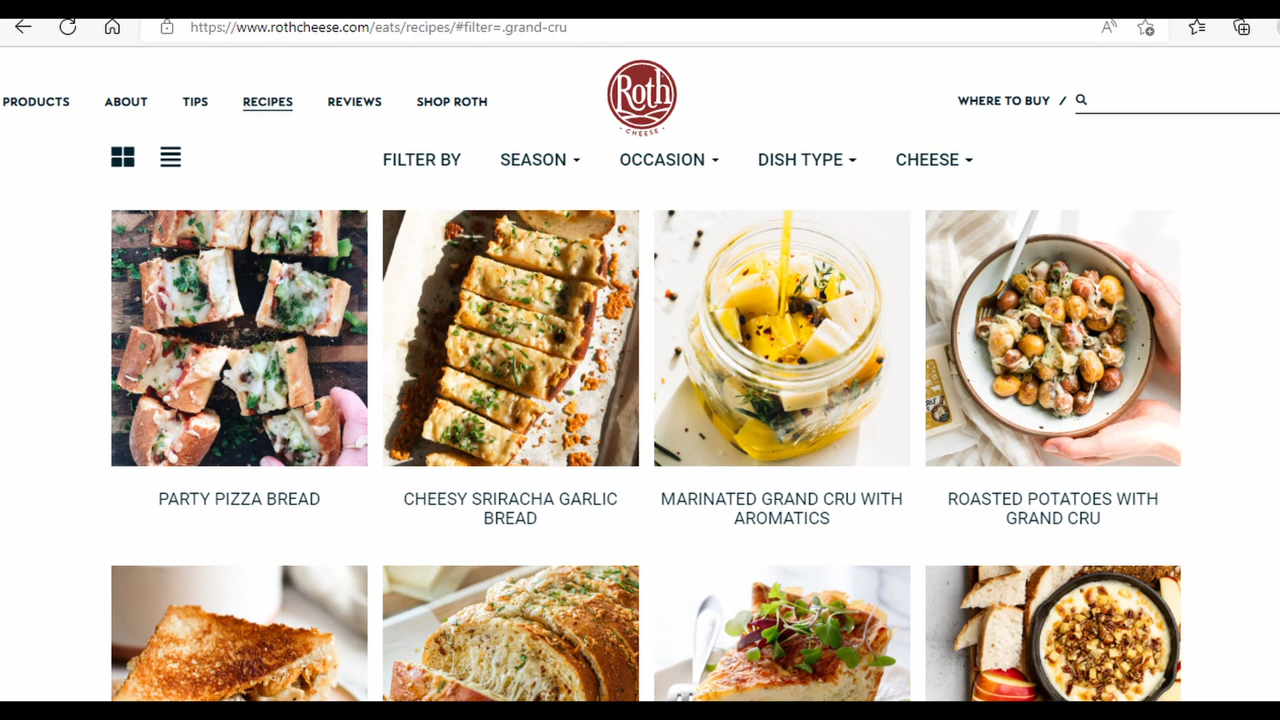 https://www.rothcheese.com/eats/recipes/#filter=.grand-cru
PRODUCTS ABOUT TIPS RECIPES REVIEWS SHOP ROTH
Roth
CHEESE
WHERE TO BUY /
FILTER BY SEASON OCCASION DISH TYPE CHEESE
PARTY PIZZA BREAD
CHEESY SRIRACHA GARLIC
BREAD
MARINATED GRAND CRU WITH
AROMATICS
ROASTED POTATOES WITH
GRAND CRU